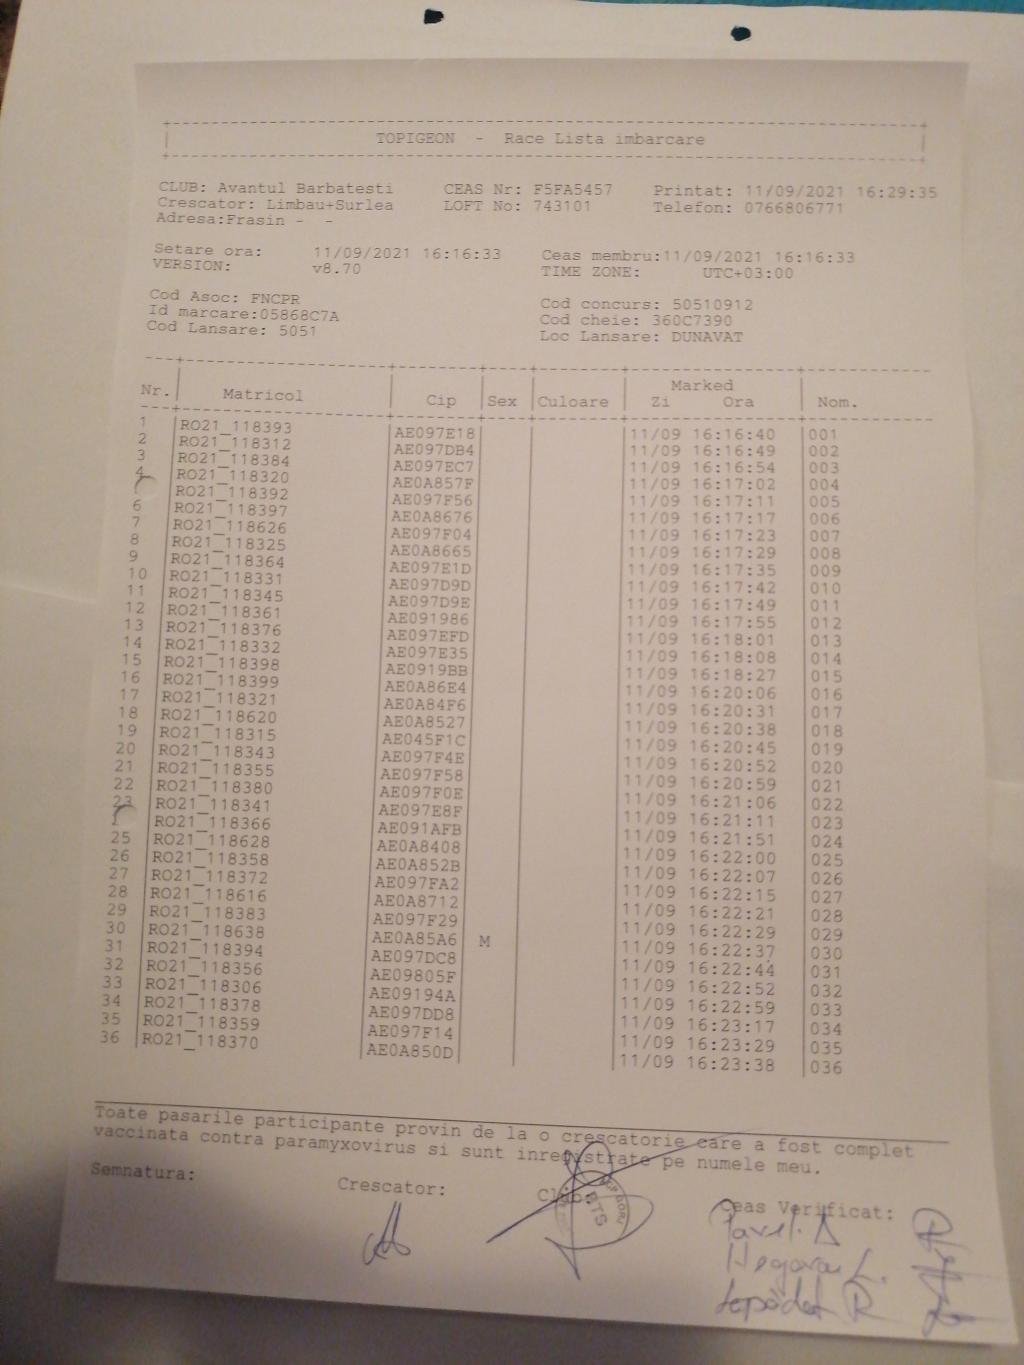 TOPIGEON - Race Lista imbarcare
CLUB: Avantul Barbatesti CEAS Nr: F5FA5457 Printat: 11/09/2021 16:29:35
Crescator: Limbau+Surlea LOFT No: 743101 Telefon: 0766806771
Adresa:Frasin - -
Setare ora: 11/09/2021 16:16:33 Ceas membru:11/09/2021 16:16:33
VERSION: v8.70 TIME ZONE: UTC+03:00
Cod Asoc: FNCPR Cod concurs: 50510912
Id marcare:05868C7A Cod cheie: 360C7390
Cod Lansare: 5051 Loc Lansare: DUNAVAT
Marked
Nr. Matricol Cip Sex Culoare Zi Ora Nom.
1 RO21_118393 AE097E18 11/09 16:16:40 001
2 RO21_118312 AE097DB4 11/09 16:16:49 002
3 RO21_118384 AE097EC7 11/09 16:16:54 003
4 RO21_118320 AE0A857F 11/09 16:17:02 004
RO21_118392 AE097F56 11/09 16:17:11 005
6 RO21_118397 AE0A8676 11/09 16:17:17 006
7 RO21_118626 AE097F04 11/09 16:17:23 007
8 RO21_118325 AE0A8665 11/09 16:17:29 008
9 RO21_118364 AE097E1D 11/09 16:17:35 009
10 RO21_118331 AE097D9D 11/09 16:17:42 010
11 RO21_118345 AE097D9E 11/09 16:17:49 011
12 RO21_118361 AE091986 11/09 16:17:55 012
13 RO21_118376 AE097EFD 11/09 16:18:01 013
14 RO21_118332 AE097E35 11/09 16:18:08 014
15 RO21_118398 AE0919BB 11/09 16:18:27 015
16 RO21_118399 AE0A86E4 11/09 16:20:06 016
17 RO21_118321 AE0A84F6 11/09 16:20:31 017
18 RO21_118620 AE0A8527 11/09 16:20:38 018
19 RO21_118315 AE045F1C 11/09 16:20:45 019
20 RO21_118343 AE097F4E 11/09 16:20:52 020
21 RO21_118355 AE097F58 11/09 16:20:59 021
22 RO21_118380 AE097F0E 11/09 16:21:06 022
23 RO21_118341 AE097E8F 11/09 16:21:11 023
RO21_118366 AE091AFB 11/09 16:21:51 024
25 RO21_118628 AE0A8408 11/09 16:22:00 025
26 RO21_118358 AE0A852B 11/09 16:22:07 026
27 RO21_118372 AE097FA2 11/09 16:22:15 027
28 RO21_118616 AE0A8712 11/09 16:22:21 028
29 RO21_118383 AE097F29 11/09 16:22:29 029
30 RO21_118638 AE0A85A6 M 11/09 16:22:37 030
31 RO21_118394 AE097DC8 11/09 16:22:44 031
32 RO21_118356 AE09805F 11/09 16:22:52 032
33 RO21_118306 AE09194A 11/09 16:22:59 033
34 RO21_118378 AE097DD8 11/09 16:23:17 034
35 RO21_118359 AE097F14 11/09 16:23:29 035
36 RO21_118370 AE0A850D 11/09 16:23:38 036
Toate pasarile participante provin de la o crescatorie care a fost complet
vaccinata contra paramyxovirus si sunt inregistrate pe numele meu.
Semnatura: Crescator: Club: Ceas Verificat:
BTS
Pavel. A